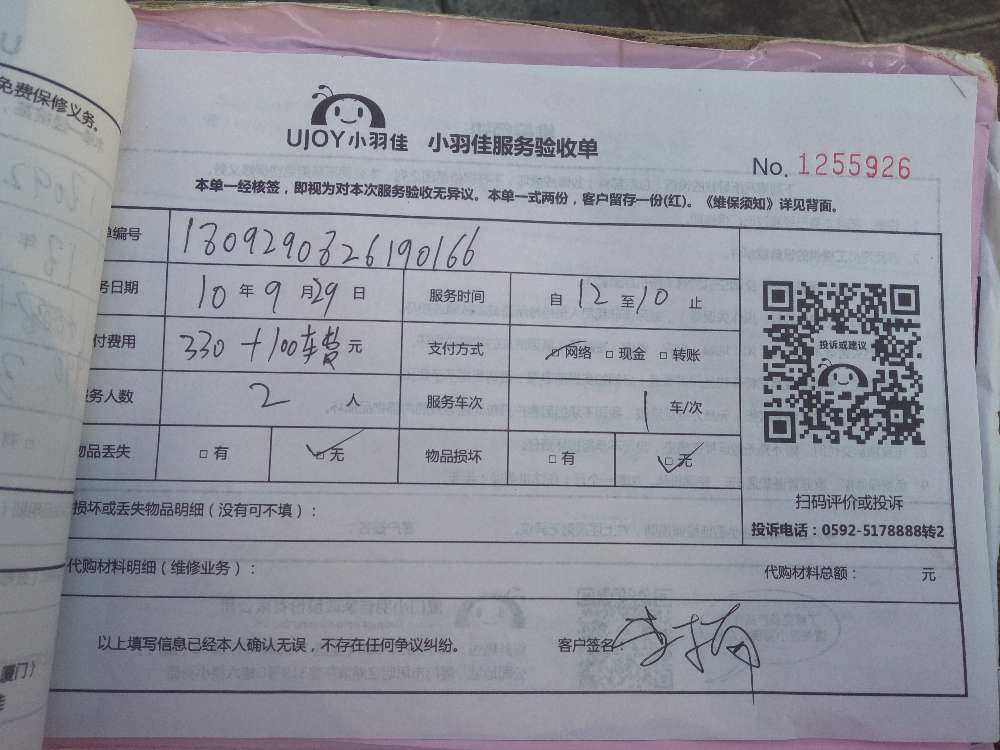 免费保修义务。
UJOY小羽佳 小羽佳服务验收单
No. 1255926
本单一经核签，即视为对本次服务验收无异议。本单一式两份，客户留存一份(红)。《维保须知》详见背面。
单编号 1809290826190166
务日期 10 年 9 月 29 日 服务时间 自 12 至 10 止
付费用 330+100车费 元 支付方式 □网络 □现金 □转账
服务人数 2 人 服务车次 1 车/次
物品丢失 □有 □无 物品损坏 □有 □无
投诉或建议
扫码评价或投诉
投诉电话：0592-5178888转2
损坏或丢失物品明细（没有可不填）：
代购材料明细（维修业务）： 代购材料总额： 元
以上填写信息已经本人确认无误，不存在任何争议纠纷。 客户签名:
厦门）